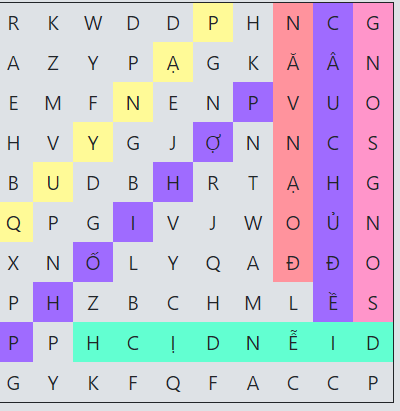 R K W D D P H N C G
A Z Y P Ạ G K Ă Â N
E M F N E N P V U O
H V Y G J Ợ N N C S
B U D B H R T Ạ H G
Q P G I V J W O Ủ N
X N Ố L Y Q A Đ Đ O
P H Z B C H M L Ề S
P P H C Ị D N Ễ I D
G Y K F Q F A C C P